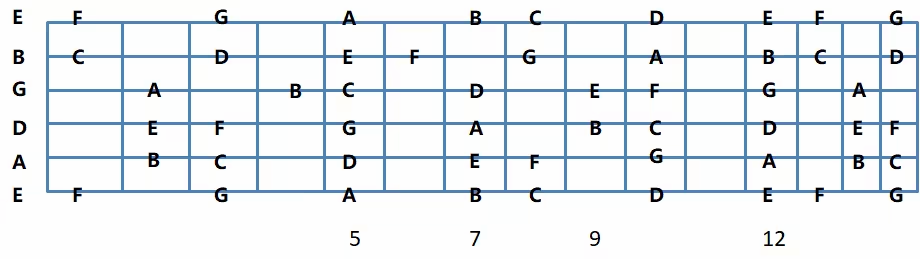 E F G A B C D E F G
B C D E F G A B C D
G A B C D E F G A
D E F C G A B C D E F
A B C D E F G A B C
E F G A B C D E F G
5 7 9 12